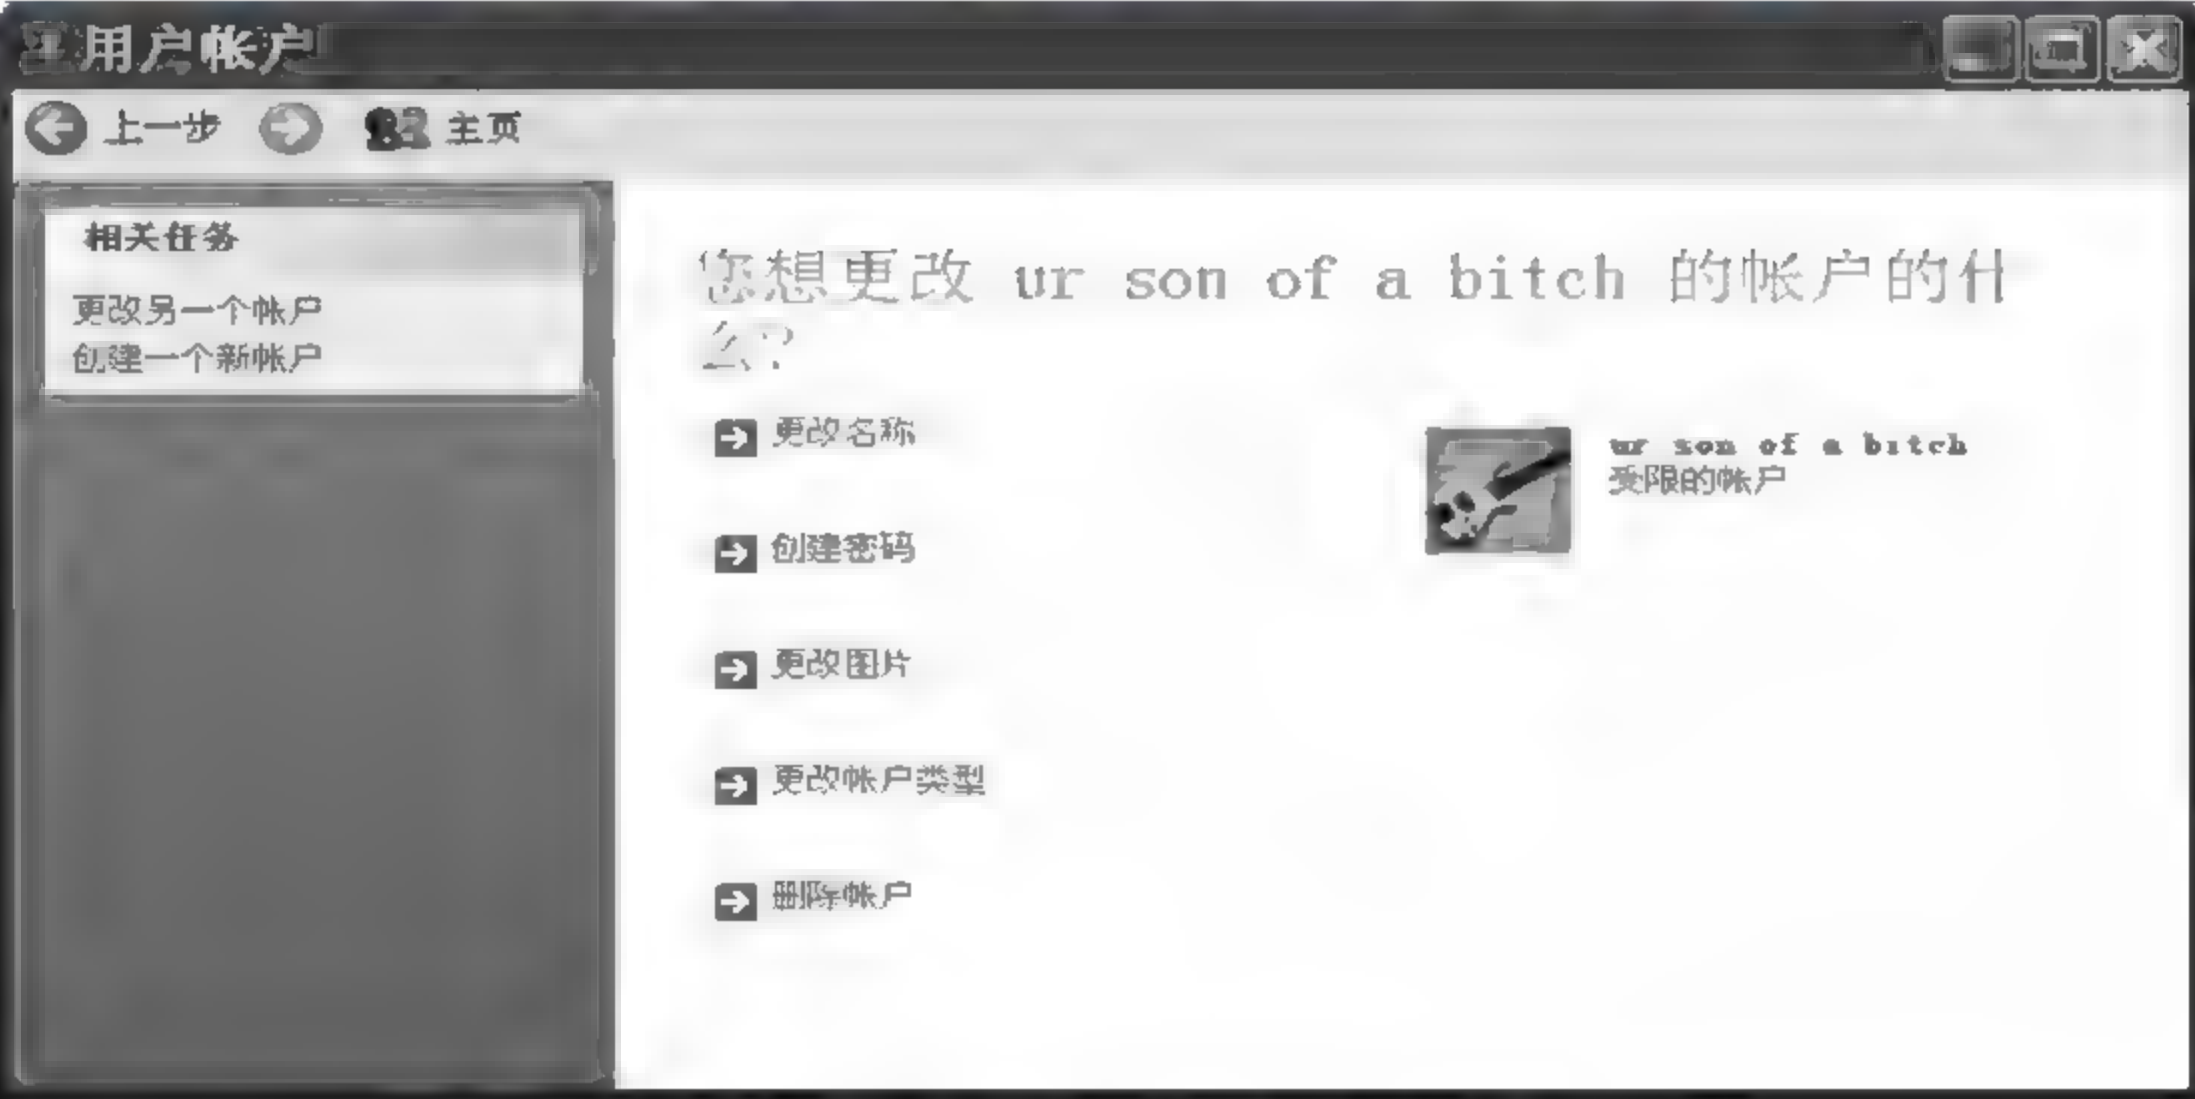 用户帐户
上一步 主页
相关任务
更改另一个帐户
创建一个新帐户
您想更改 ur son of a bitch 的帐户的什
么?
更改名称
创建密码
更改图片
更改帐户类型
删除帐户
ur son of a bitch
受限的帐户